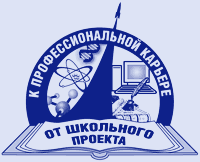 К ПРОФЕССИОНАЛЬНОЙ КАРЬЕРЕ
ОТ ШКОЛЬНОГО
ПРОЕКТА